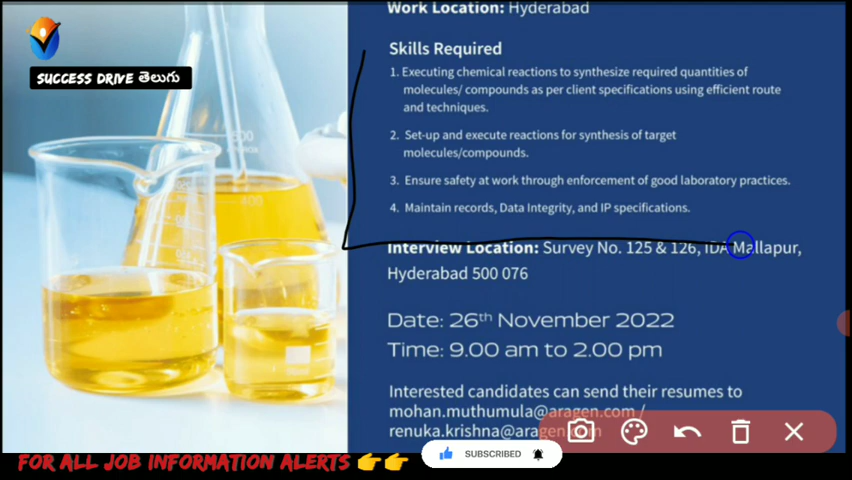 Work Location: Hyderabad
SUCCESS DRIVE తెలుగు
Skills Required
1. Executing chemical reactions to synthesize required quantities of
molecules/ compounds as per client specifications using efficient route
and techniques.
2. Set-up and execute reactions for synthesis of target
molecules/compounds.
3. Ensure safety at work through enforcement of good laboratory practices.
4. Maintain records, Data Integrity, and IP specifications.
Interview Location: Survey No. 125 & 126, IDA Mallapur,
Hyderabad 500 076
Date: 26th November 2022
Time: 9.00 am to 2.00 pm
Interested candidates can send their resumes to
mohan.muthumula@aragen.com /
renuka.krishna@aragen.com
FOR ALL JOB INFORMATION ALERTS 👉👉
SUBSCRIBED
500
400